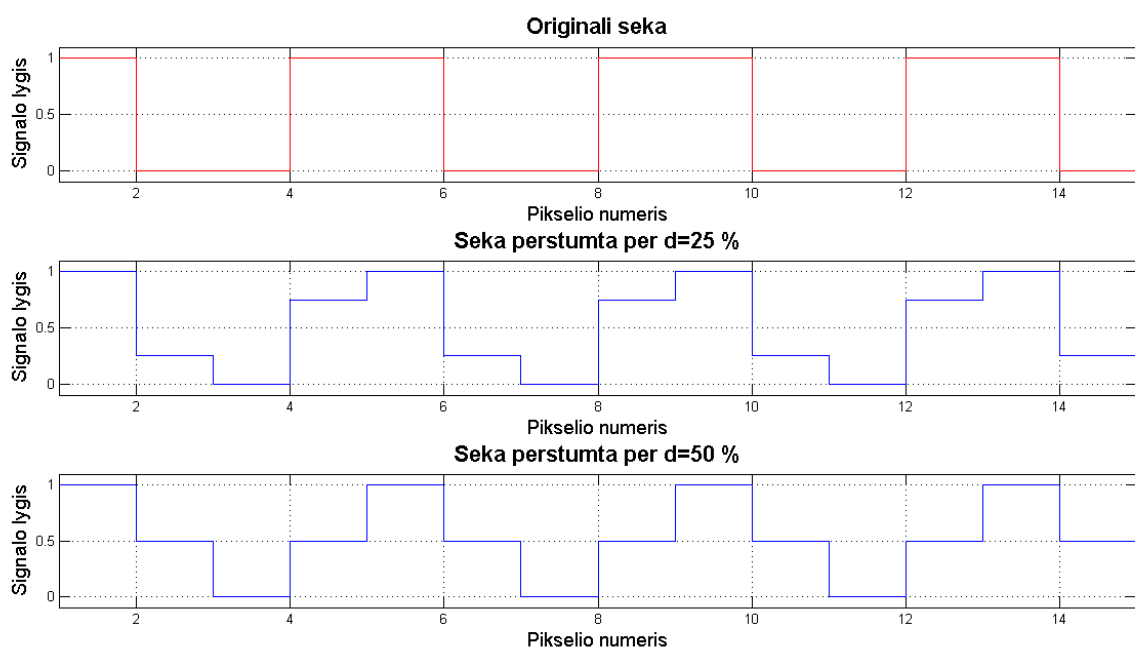 Originali seka
Signalo lygis
1
0.5
0
2 4 6 8 10 12 14
Pikselio numeris
Seka perstumta per d=25 %
Signalo lygis
1
0.5
0
2 4 6 8 10 12 14
Pikselio numeris
Seka perstumta per d=50 %
Signalo lygis
1
0.5
0
2 4 6 8 10 12 14
Pikselio numeris